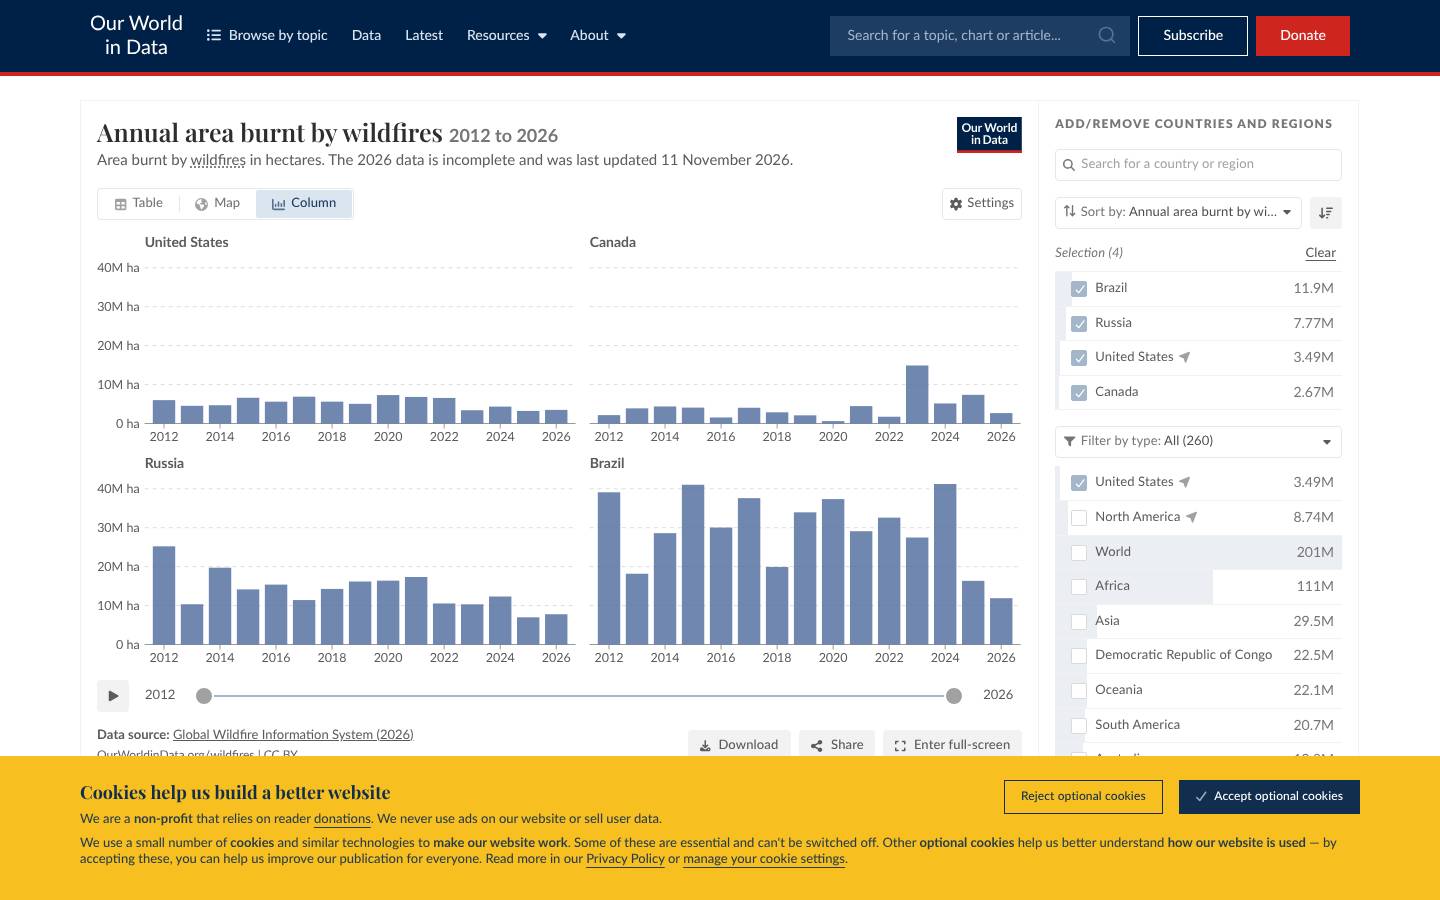 Our World
in Data
Browse by topic
Data
Latest
Resources
About
Search for a topic, chart or article...
Subscribe
Donate
Annual area burnt by wildfires 2012 to 2026
Area burnt by wildfires in hectares. The 2026 data is incomplete and was last updated 11 November 2026.
Our World
in Data
Table
Map
Column
Settings
United States
40M ha
30M ha
20M ha
10M ha
0 ha
2012 2014 2016 2018 2020 2022 2024 2026
Canada
2012 2014 2016 2018 2020 2022 2024 2026
Russia
40M ha
30M ha
20M ha
10M ha
0 ha
2012 2014 2016 2018 2020 2022 2024 2026
Brazil
2012 2014 2016 2018 2020 2022 2024 2026
2012
2026
Data source: Global Wildfire Information System (2026)
OurWorldinData.org/wildfires | CC BY
Download
Share
Enter full-screen
ADD/REMOVE COUNTRIES AND REGIONS
Search for a country or region
Sort by: Annual area burnt by wi...
Selection (4)
Clear
Brazil 11.9M
Russia 7.77M
United States 3.49M
Canada 2.67M
Filter by type: All (260)
United States 3.49M
North America 8.74M
World 201M
Africa 111M
Asia 29.5M
Democratic Republic of Congo 22.5M
Oceania 22.1M
South America 20.7M
Cookies help us build a better website
We are a non-profit that relies on reader donations. We never use ads on our website or sell user data.
We use a small number of cookies and similar technologies to make our website work. Some of these are essential and can't be switched off. Other optional cookies help us better understand how our website is used — by
accepting these, you can help us improve our publication for everyone. Read more in our Privacy Policy or manage your cookie settings.
Reject optional cookies
Accept optional cookies